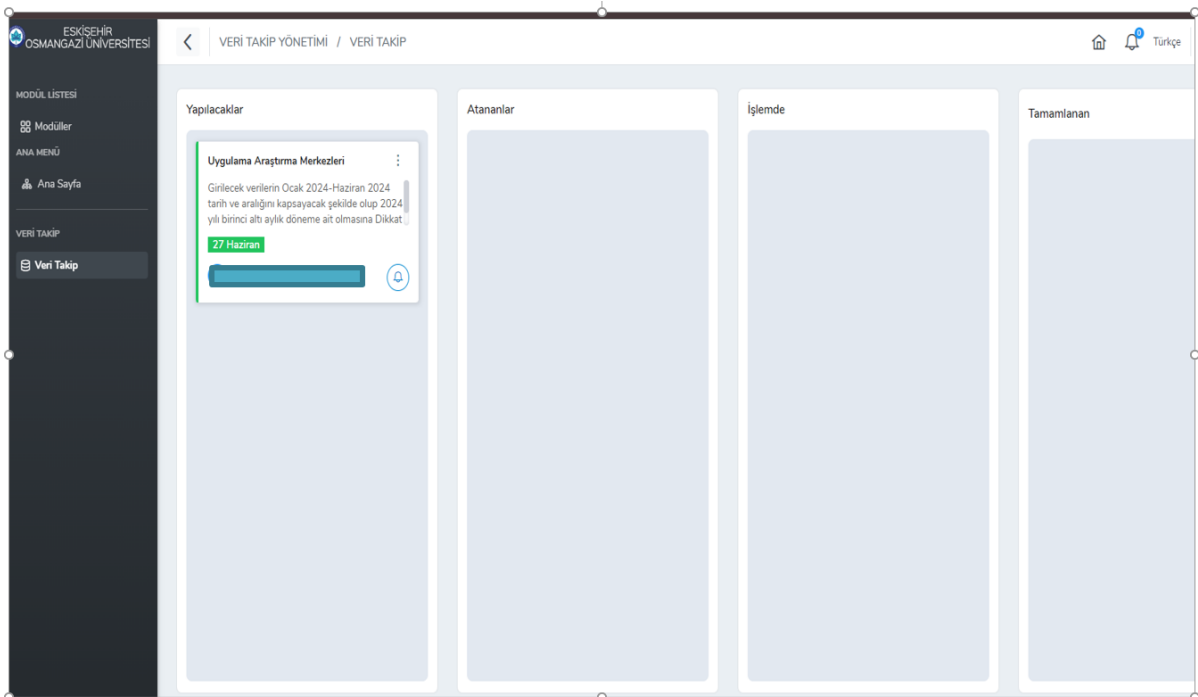 ESKİŞEHİR
OSMANGAZİ ÜNİVERSİTESİ
VERİ TAKİP YÖNETİMİ / VERİ TAKİP
0
Türkçe
MODÜL LİSTESİ
Modüller
ANA MENÜ
Ana Sayfa
VERİ TAKİP
Veri Takip
Yapılacaklar
Uygulama Araştırma Merkezleri
Girilecek verilerin Ocak 2024-Haziran 2024
tarih ve aralığını kapsayacak şekilde olup 2024
yılı birinci altı aylık döneme ait olmasına Dikkat
27 Haziran
Atananlar
İşlemde
Tamamlanan